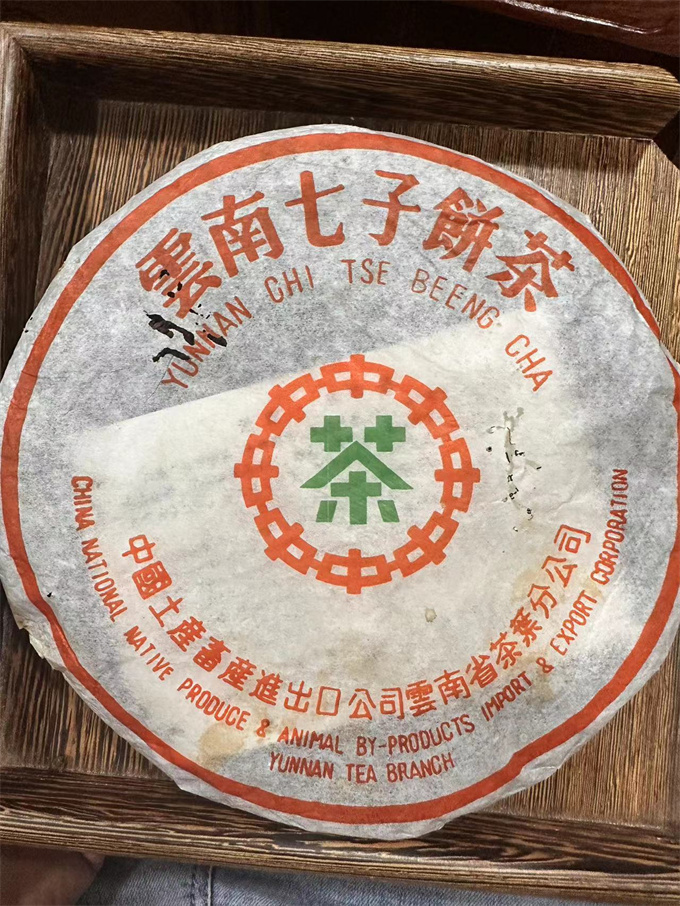 雲南七子餅茶
YUNNAN CHI TSE BEENG CHA
茶
中國土產畜產進出口公司雲南省茶葉分公司
CHINA NATIONAL NATIVE PRODUCE & ANIMAL BY-PRODUCTS IMPORT & EXPORT CORPORATION
YUNNAN TEA BRANCH